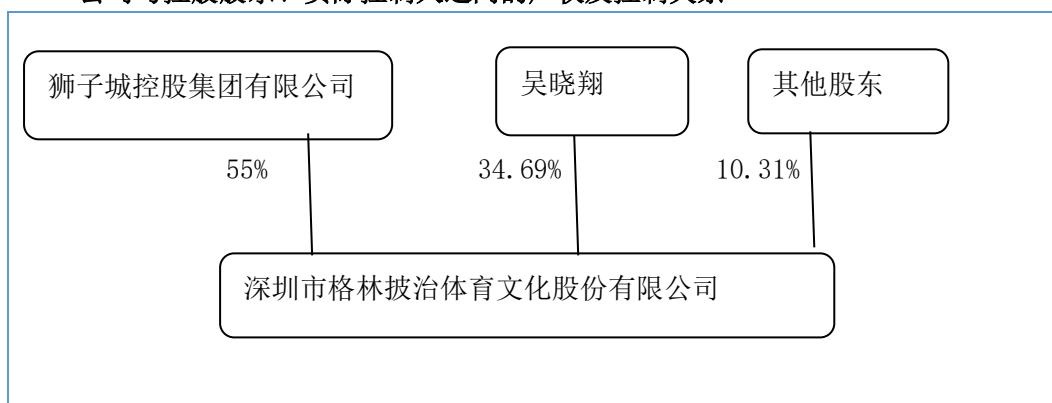 狮子城控股集团有限公司
吴晓翔
其他股东
55%
34.69%
10.31%
深圳市格林披治体育文化股份有限公司